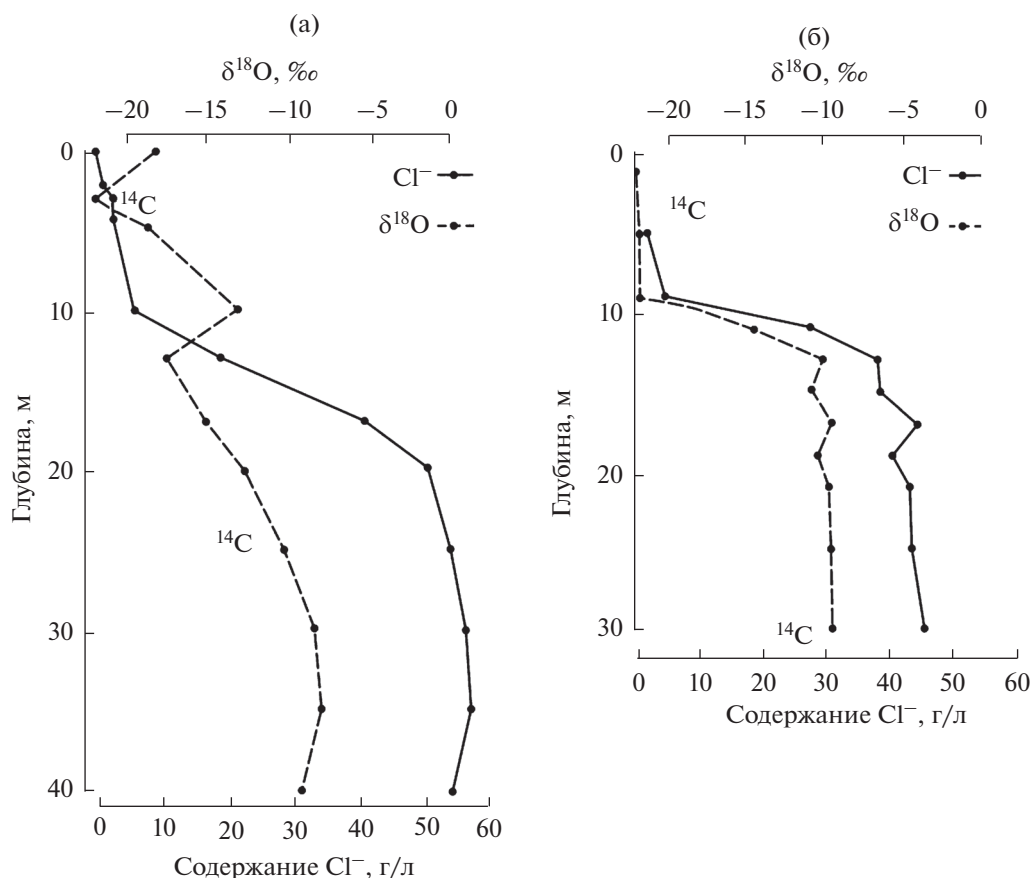 (а)
δ¹⁸O, ‰
−20 −15 −10 −5 0
0
10
20
30
40
Глубина, м
Cl⁻
δ¹⁸O
¹⁴C
¹⁴C
0 10 20 30 40 50 60
Содержание Cl⁻, г/л
(б)
δ¹⁸O, ‰
−20 −15 −10 −5 0
0
10
20
30
Глубина, м
Cl⁻
δ¹⁸O
¹⁴C
¹⁴C
0 10 20 30 40 50 60
Содержание Cl⁻, г/л